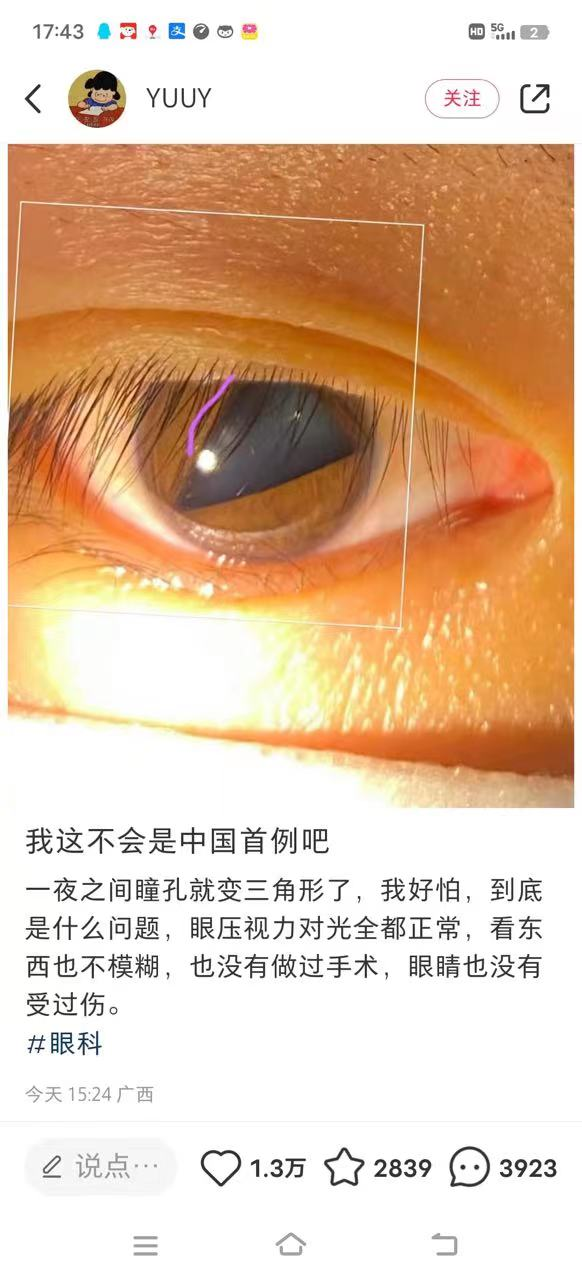 17:43
HD 5G 2
YUUY
关注
我这不会是中国首例吧
一夜之间瞳孔就变三角形了，我好怕，到底
是什么问题，眼压视力对光全都正常，看东
西也不模糊，也没有做过手术，眼睛也没有
受过伤。
#眼科
今天 15:24 广西
说点…
1.3万
2839
3923